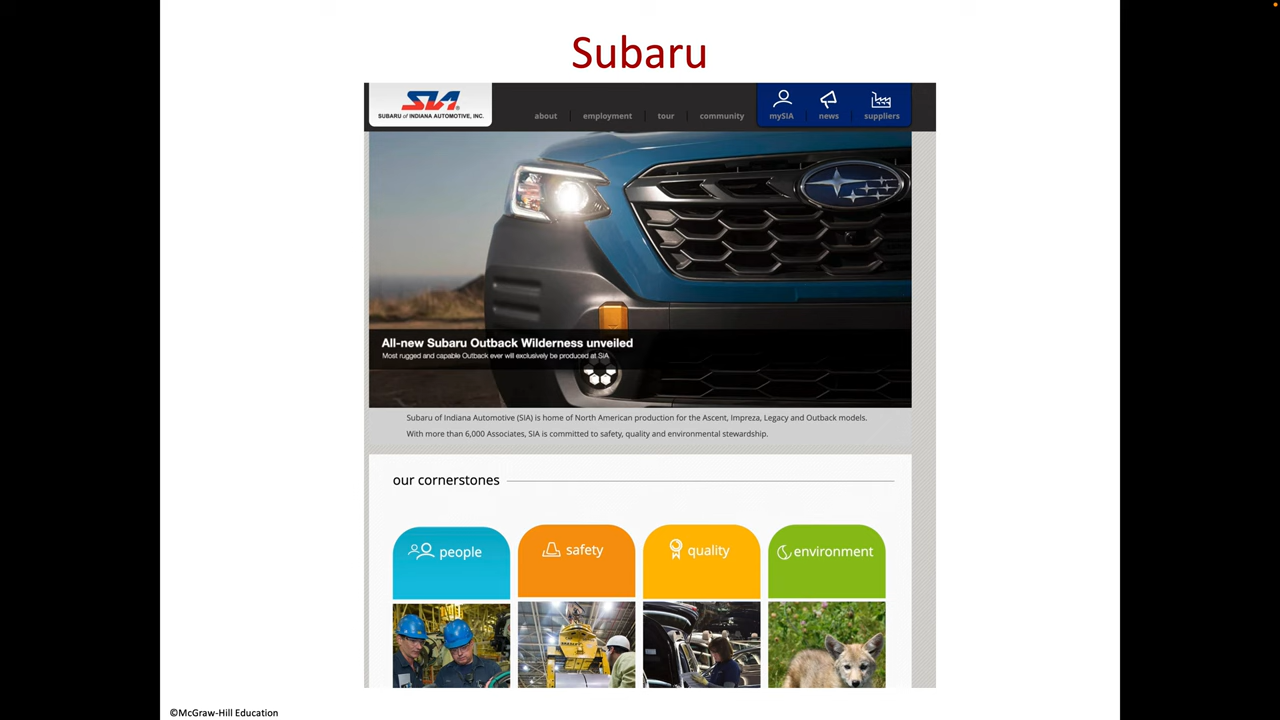 Subaru
SIA®
SUBARU of INDIANA AUTOMOTIVE, INC.
about
employment
tour
community
mySIA
news
suppliers
All-new Subaru Outback Wilderness unveiled
Most rugged and capable Outback ever will exclusively be produced at SIA
Subaru of Indiana Automotive (SIA) is home of North American production for the Ascent, Impreza, Legacy and Outback models.
With more than 6,000 Associates, SIA is committed to safety, quality and environmental stewardship.
our cornerstones
people
safety
quality
environment
©McGraw-Hill Education